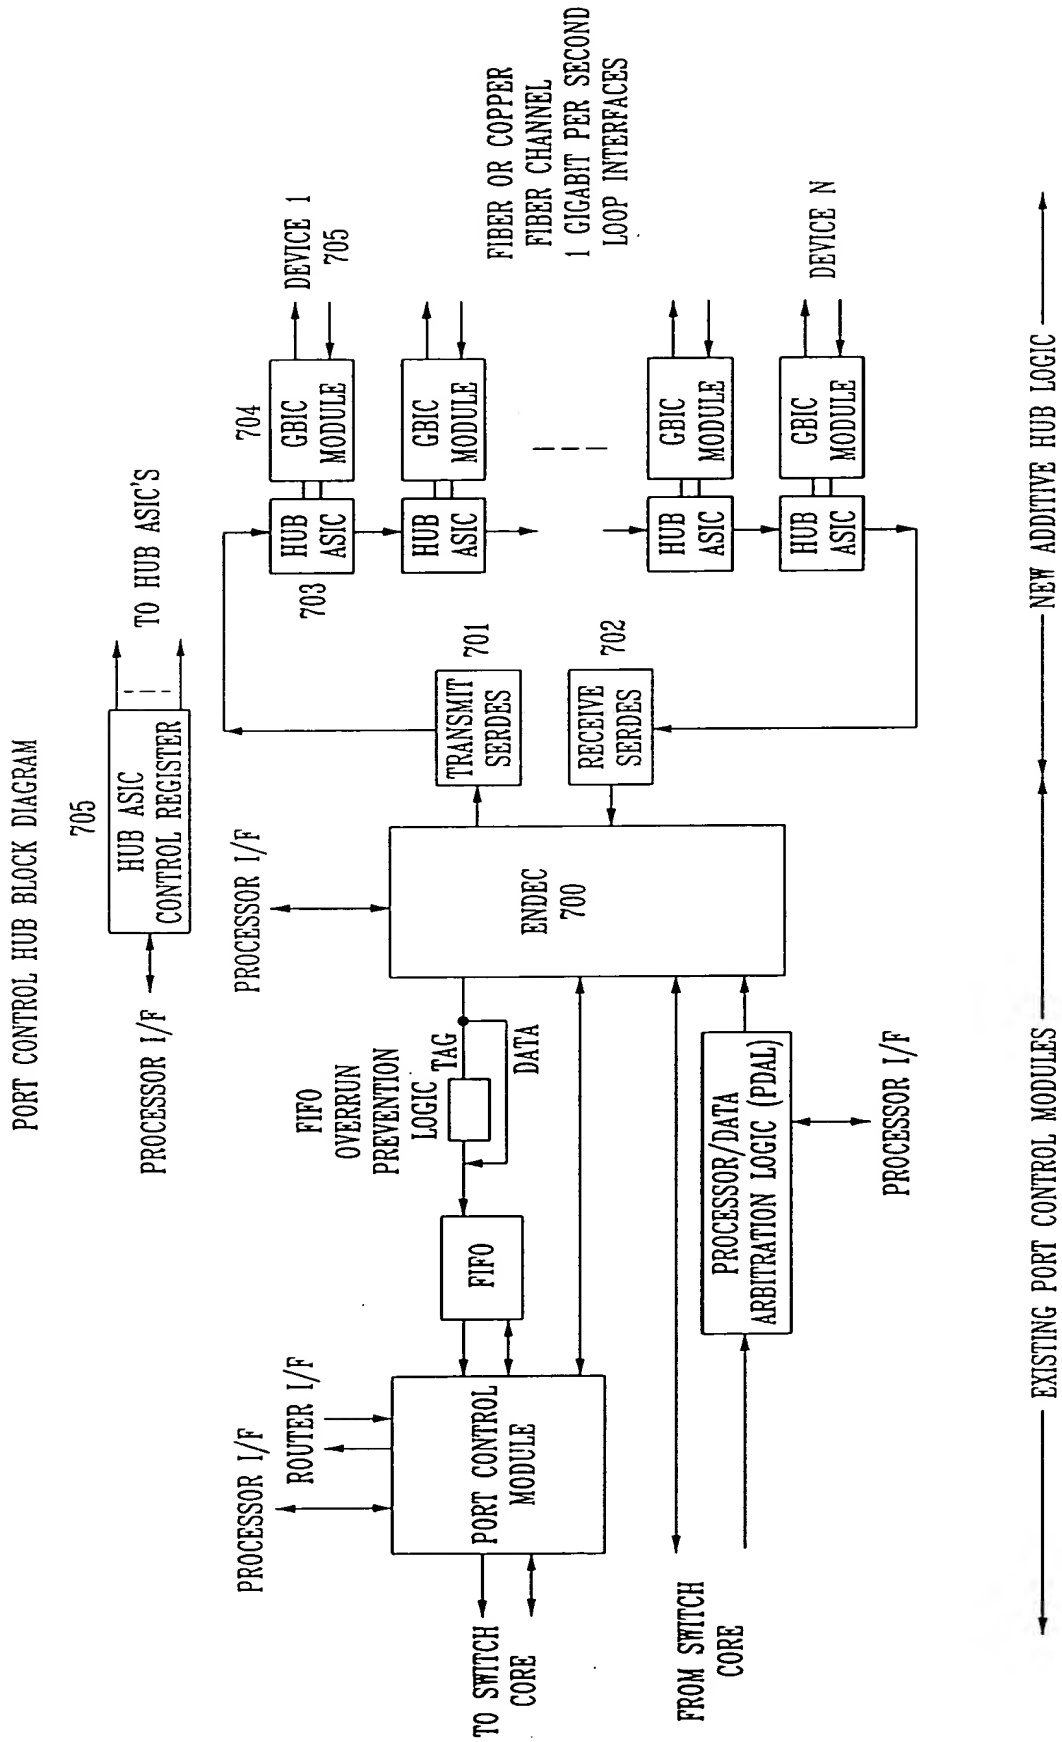 PORT CONTROL HUB BLOCK DIAGRAM
705
PROCESSOR I/F
HUB ASIC
CONTROL REGISTER
TO HUB ASIC'S
PROCESSOR I/F
ROUTER I/F
PROCESSOR I/F
704
DEVICE 1
705
HUB
ASIC
GBIC
MODULE
703
HUB
ASIC
GBIC
MODULE
FIBER OR COPPER
FIBER CHANNEL
1 GIGABIT PER SECOND
LOOP INTERFACES
FIFO
OVERRUN
PREVENTION
LOGIC
TAG
DATA
TO SWITCH
CORE
PORT CONTROL
MODULE
FIFO
ENDEC
700
TRANSMIT
SERDES
701
RECEIVE
SERDES
702
HUB
ASIC
GBIC
MODULE
HUB
ASIC
GBIC
MODULE
DEVICE N
FROM SWITCH
CORE
PROCESSOR/DATA
ARBITRATION LOGIC (PDAL)
PROCESSOR I/F
EXISTING PORT CONTROL MODULES
NEW ADDITIVE HUB LOGIC